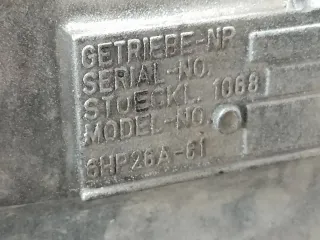 GETRIEBE-NR
SERIAL-NO.
STUECKL. 1068
MODEL-NO.
6HP26A-61